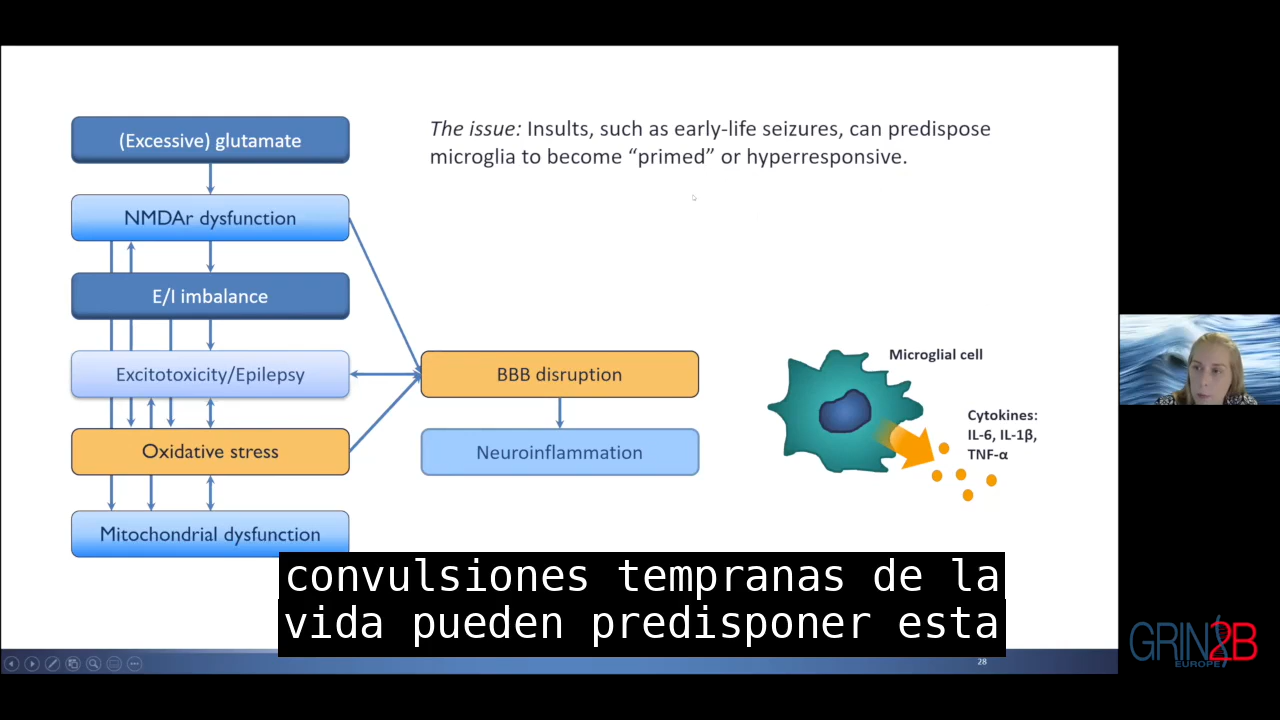 (Excessive) glutamate
NMDAr dysfunction
E/I imbalance
Excitotoxicity/Epilepsy
Oxidative stress
Mitochondrial dysfunction
The issue: Insults, such as early-life seizures, can predispose
microglia to become “primed” or hyperresponsive.
BBB disruption
Neuroinflammation
Microglial cell
Cytokines:
IL-6, IL-1β,
TNF-α
convulsiones tempranas de la
vida pueden predisponer esta
28
GRIN2B
EUROPE